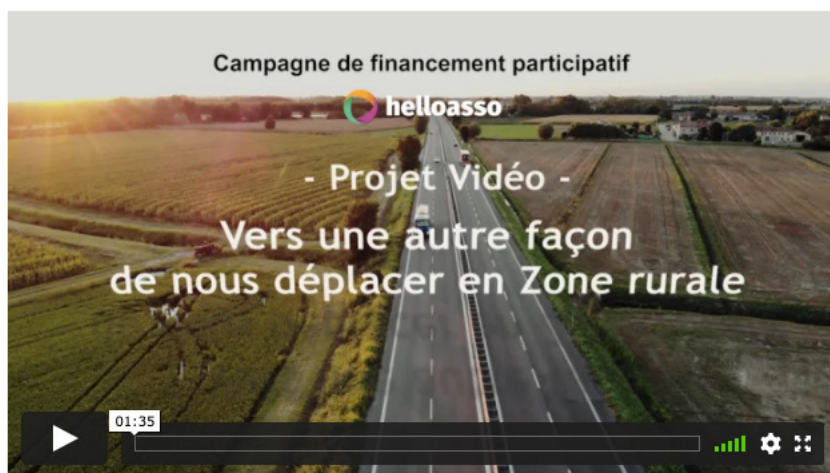 Campagne de financement participatif
helloasso
- Projet Vidéo -
Vers une autre façon
de nous déplacer en Zone rurale
01:35